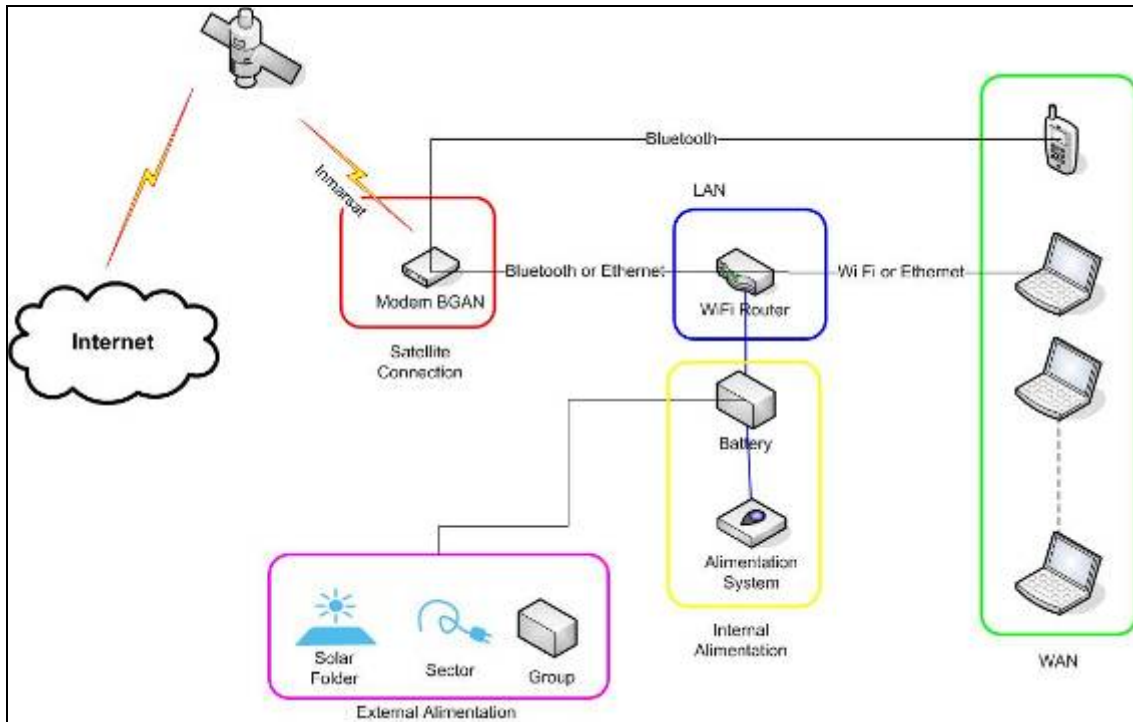 Bluetooth
Inmarsat
LAN
Bluetooth or Ethernet
Wi Fi or Ethernet
Modem BGAN
WiFi Router
Internet
Satellite
Connection
Battery
Alimentation
System
Solar
Folder
Sector
Group
Internal
Alimentation
WAN
External Alimentation